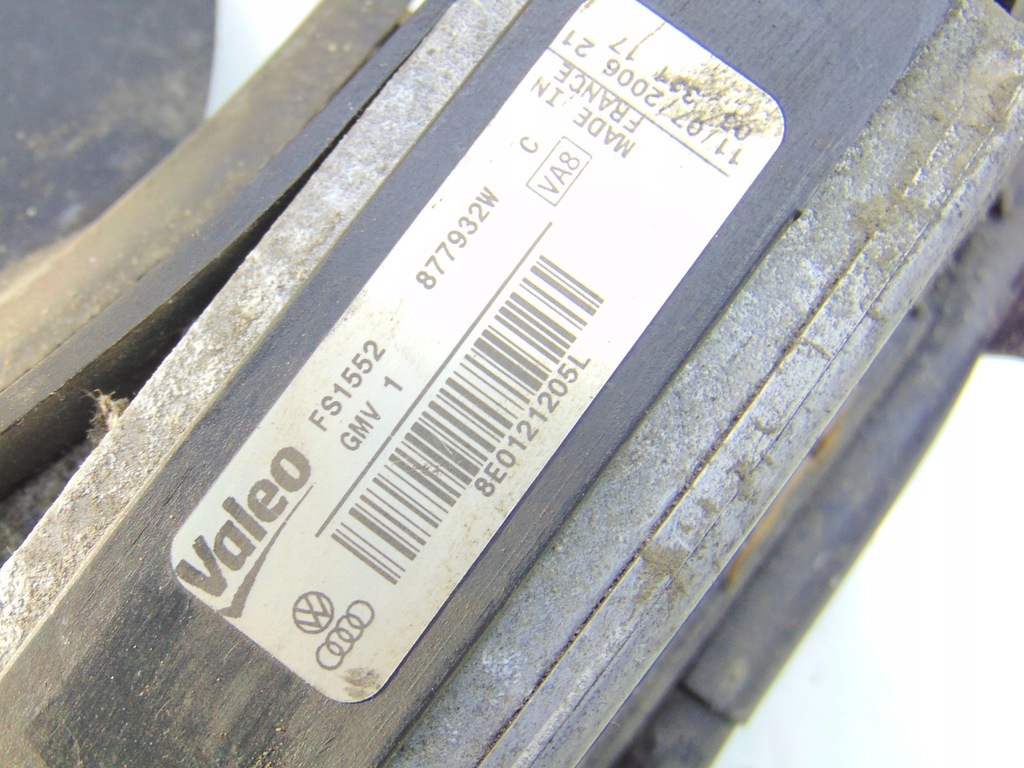 Valeo
FS1552
GMV 1
877932W
C
VA8
MADE IN
FRANCE
11/07/2006 21
17
8E0121205L